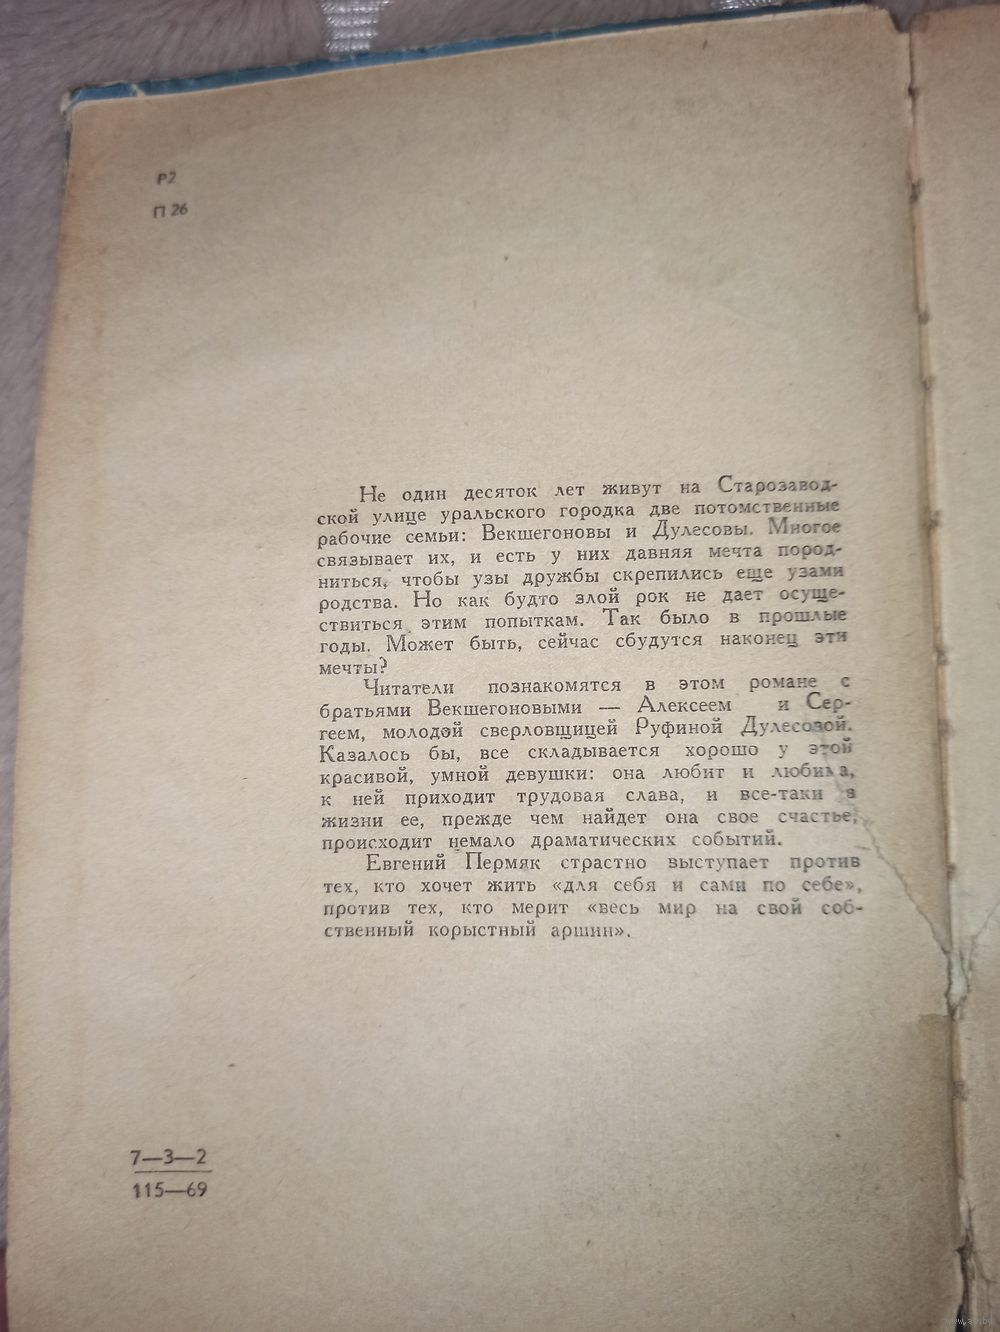 Р2
П 26
Не один десяток лет живут на Старозавод-
ской улице уральского городка две потомственные
рабочие семьи: Векшегоновы и Дулесовы. Многое
связывает их, и есть у них давняя мечта пород-
ниться, чтобы узы дружбы скрепились еще узами
родства. Но как будто злой рок не дает осуще-
ствиться этим попыткам. Так было в прошлые
годы. Может быть, сейчас сбудутся наконец эти
мечты?
Читатели познакомятся в этом романе с
братьями Векшегоновыми — Алексеем и Сер-
геем, молодой сверловщицей Руфиной Дулесовой.
Казалось бы, все складывается хорошо у этой
красивой, умной девушки: она любит и любима,
к ней приходит трудовая слава, и все-таки в
жизни ее, прежде чем найдет она свое счастье,
происходит немало драматических событий.
Евгений Пермяк страстно выступает против
тех, кто хочет жить «для себя и сами по себе»,
против тех, кто мерит «весь мир на свой соб-
ственный корыстный аршин».
7—3—2
115—69